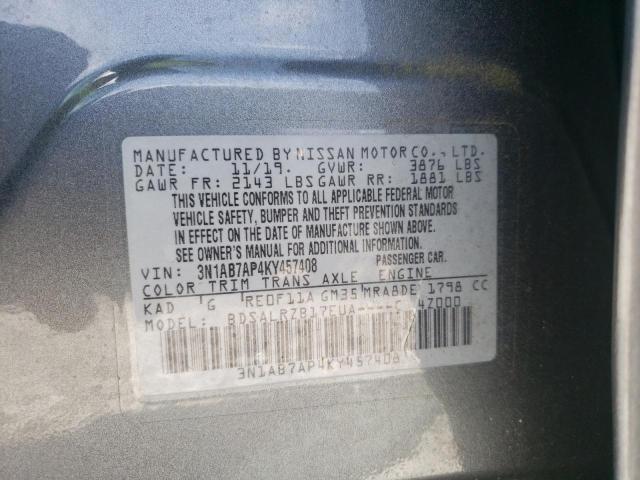 MANUFACTURED BY NISSAN MOTOR CO., LTD.
DATE: 11/19. GVWR: 3876 LBS
GAWR FR: 2143 LBS GAWR RR: 1881 LBS
THIS VEHICLE CONFORMS TO ALL APPLICABLE FEDERAL MOTOR
VEHICLE SAFETY, BUMPER AND THEFT PREVENTION STANDARDS
IN EFFECT ON THE DATE OF MANUFACTURE SHOWN ABOVE.
SEE OWNER'S MANUAL FOR ADDITIONAL INFORMATION.
VIN: 3N1AB7AP4KY457408 PASSENGER CAR.
COLOR TRIM TRANS AXLE ENGINE
KAD G RE0F11A GM35 MRA8DE 1798 CC
MODEL: BDSALRZB17EUA----C 4Z000
3N1AB7AP4KY457408